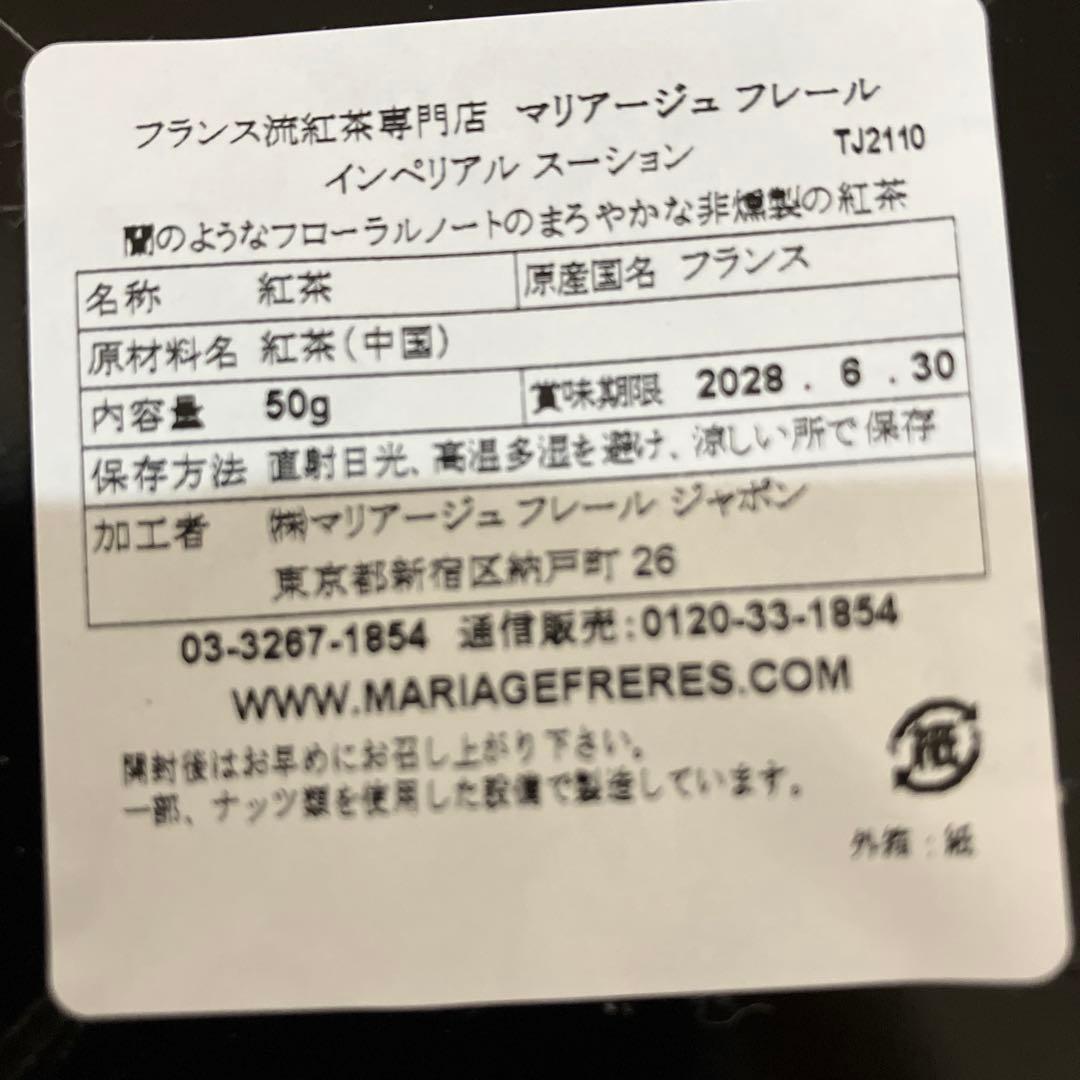 フランス流紅茶専門店 マリアージュ フレール
インペリアル スーション TJ2110
蘭のようなフローラルノートのまろやかな非燻製の紅茶
名称 紅茶 原産国名 フランス
原材料名 紅茶(中国)
内容量 50g 賞味期限 2028 . 6 . 30
保存方法 直射日光、高温多湿を避け、涼しい所で保存
加工者 ㈱マリアージュ フレール ジャポン
東京都新宿区納戸町 26
03-3267-1854 通信販売:0120-33-1854
WWW.MARIAGEFRERES.COM
開封後はお早めにお召し上がり下さい。
一部、ナッツ類を使用した設備で製造しています。
紙
外箱:紙